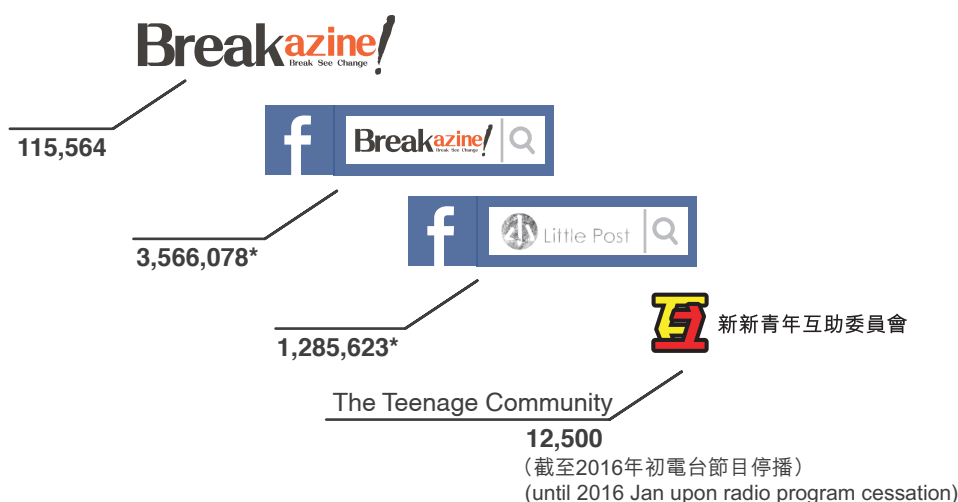 Breakazine!
Break See Change
115,564
f
Breakazine!
Break See Change
3,566,078*
f
Little Post
1,285,623*
新新青年互助委員會
The Teenage Community
12,500
（截至2016年初電台節目停播）
(until 2016 Jan upon radio program cessation)